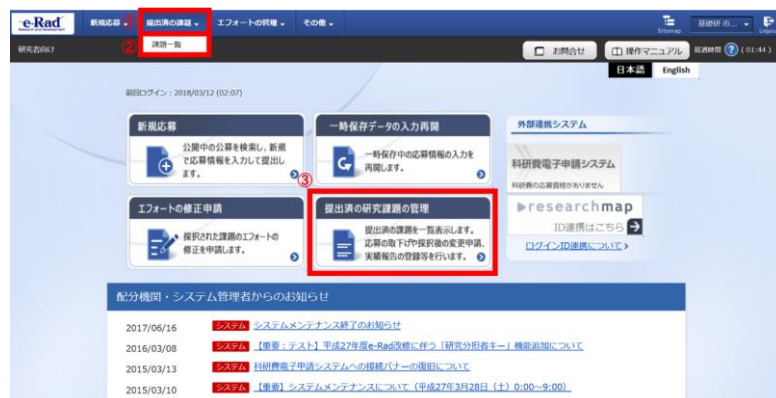 e-Rad
新規応募
①
提出済の課題
エフォートの管理
その他
Sitemap
基礎研 市...
Logout
研究者向け
②
課題一覧
お問合せ
操作マニュアル
経過時間 ? ( 01:44 )
日本語 English
前回ログイン：2018/03/12 (02:07)
新規応募
公開中の公募を検索し、新規
で応募情報を入力して提出し
ます。
一時保存データの入力再開
一時保存中の応募情報の入力を
再開します。
外部連携システム
科研費電子申請システム
科研費の応募資格がありません
③
エフォートの修正申請
採択された課題のエフォートの
修正を申請します。
提出済の研究課題の管理
提出済の課題を一覧表示します。
応募の取下げや採択後の変更申請、
実績報告の登録等を行います。
researchmap
ID連携はこちら
ログインID連携について
配分機関・システム管理者からのお知らせ
2017/06/16 システム システムメンテナンス終了のお知らせ
2016/03/08 システム 【重要：テスト】平成27年度e-Rad改修に伴う「研究分担者キー」機能追加について
2015/03/13 システム 科研費電子申請システムへの接続バナーの復旧について
2015/03/10 システム 【重要】システムメンテナンスについて（平成27年3月28日（土）0:00～9:00）